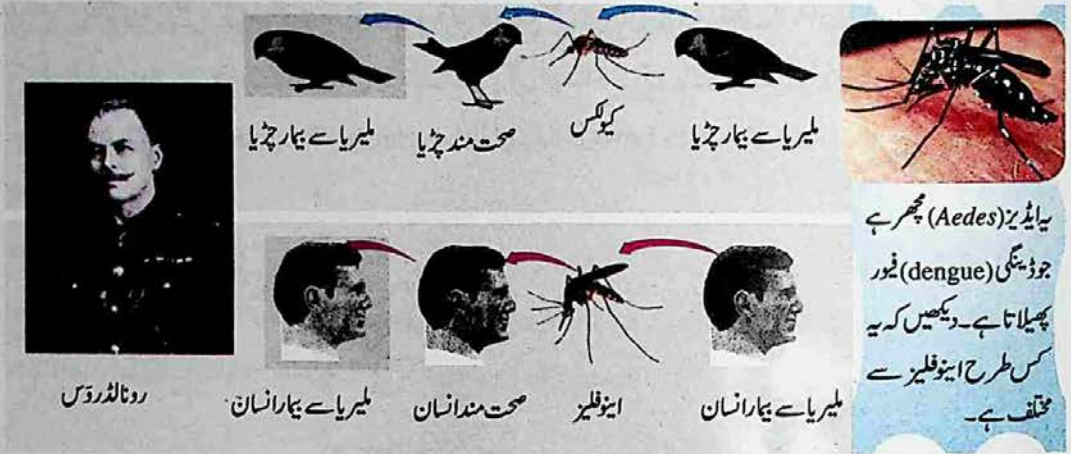 ملیریا سے بیمار چڑیا
کیولکس
صحت مند چڑیا
ملیریا سے بیمار چڑیا
ملیریا سے بیمار انسان
اینوفلیز
صحت مند انسان
ملیریا سے بیمار انسان
رونالڈ روس
یہ ایڈیز (Aedes) مچھر ہے
جو ڈینگی (dengue) فیور
پھیلاتا ہے۔ دیکھیں کہ یہ
کس طرح اینوفلیز سے
مختلف ہے۔